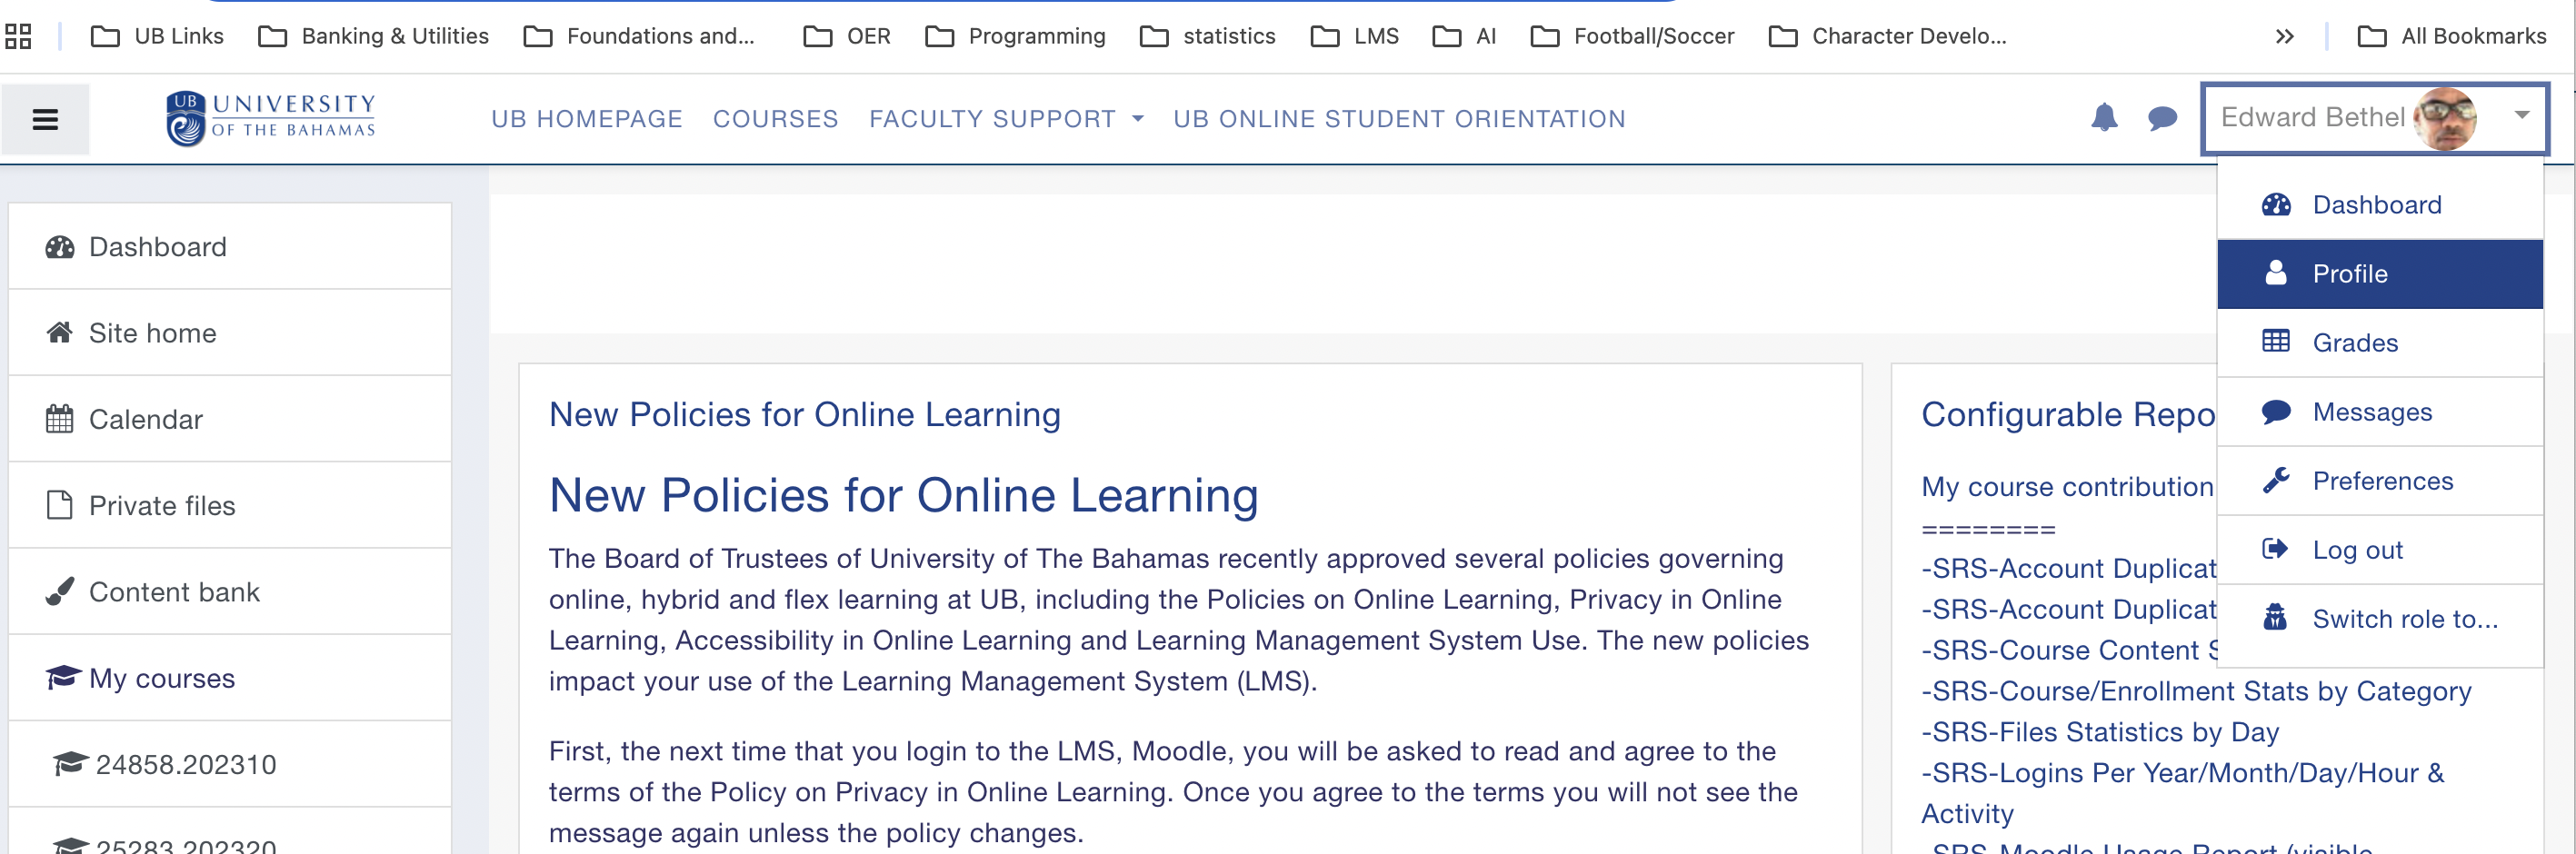 UB Links
Banking & Utilities
Foundations and...
OER
Programming
statistics
LMS
AI
Football/Soccer
Character Develo...
All Bookmarks
UB UNIVERSITY
OF THE BAHAMAS
UB HOMEPAGE
COURSES
FACULTY SUPPORT
UB ONLINE STUDENT ORIENTATION
Edward Bethel
Dashboard
Profile
Grades
Messages
Preferences
Log out
Switch role to...
Dashboard
Site home
Calendar
Private files
Content bank
My courses
24858.202310
25283.202320
New Policies for Online Learning
New Policies for Online Learning
The Board of Trustees of University of The Bahamas recently approved several policies governing
online, hybrid and flex learning at UB, including the Policies on Online Learning, Privacy in Online
Learning, Accessibility in Online Learning and Learning Management System Use. The new policies
impact your use of the Learning Management System (LMS).
First, the next time that you login to the LMS, Moodle, you will be asked to read and agree to the
terms of the Policy on Privacy in Online Learning. Once you agree to the terms you will not see the
message again unless the policy changes.
Configurable Repo
My course contribution
========
-SRS-Account Duplicat
-SRS-Account Duplicat
-SRS-Course Content S
-SRS-Course/Enrollment Stats by Category
-SRS-Files Statistics by Day
-SRS-Logins Per Year/Month/Day/Hour &
Activity
-SRS-Moodle Usage Report (visible